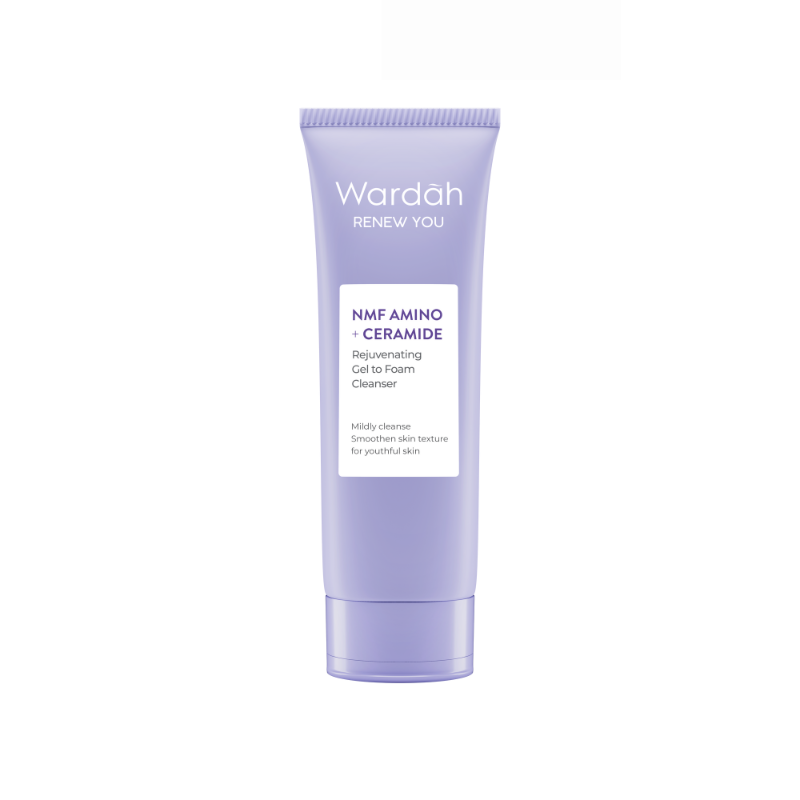 Wardah
RENEW YOU
NMF AMINO
+ CERAMIDE
Rejuvenating
Gel to Foam
Cleanser
Mildly cleanse
Smoothen skin texture
for youthful skin